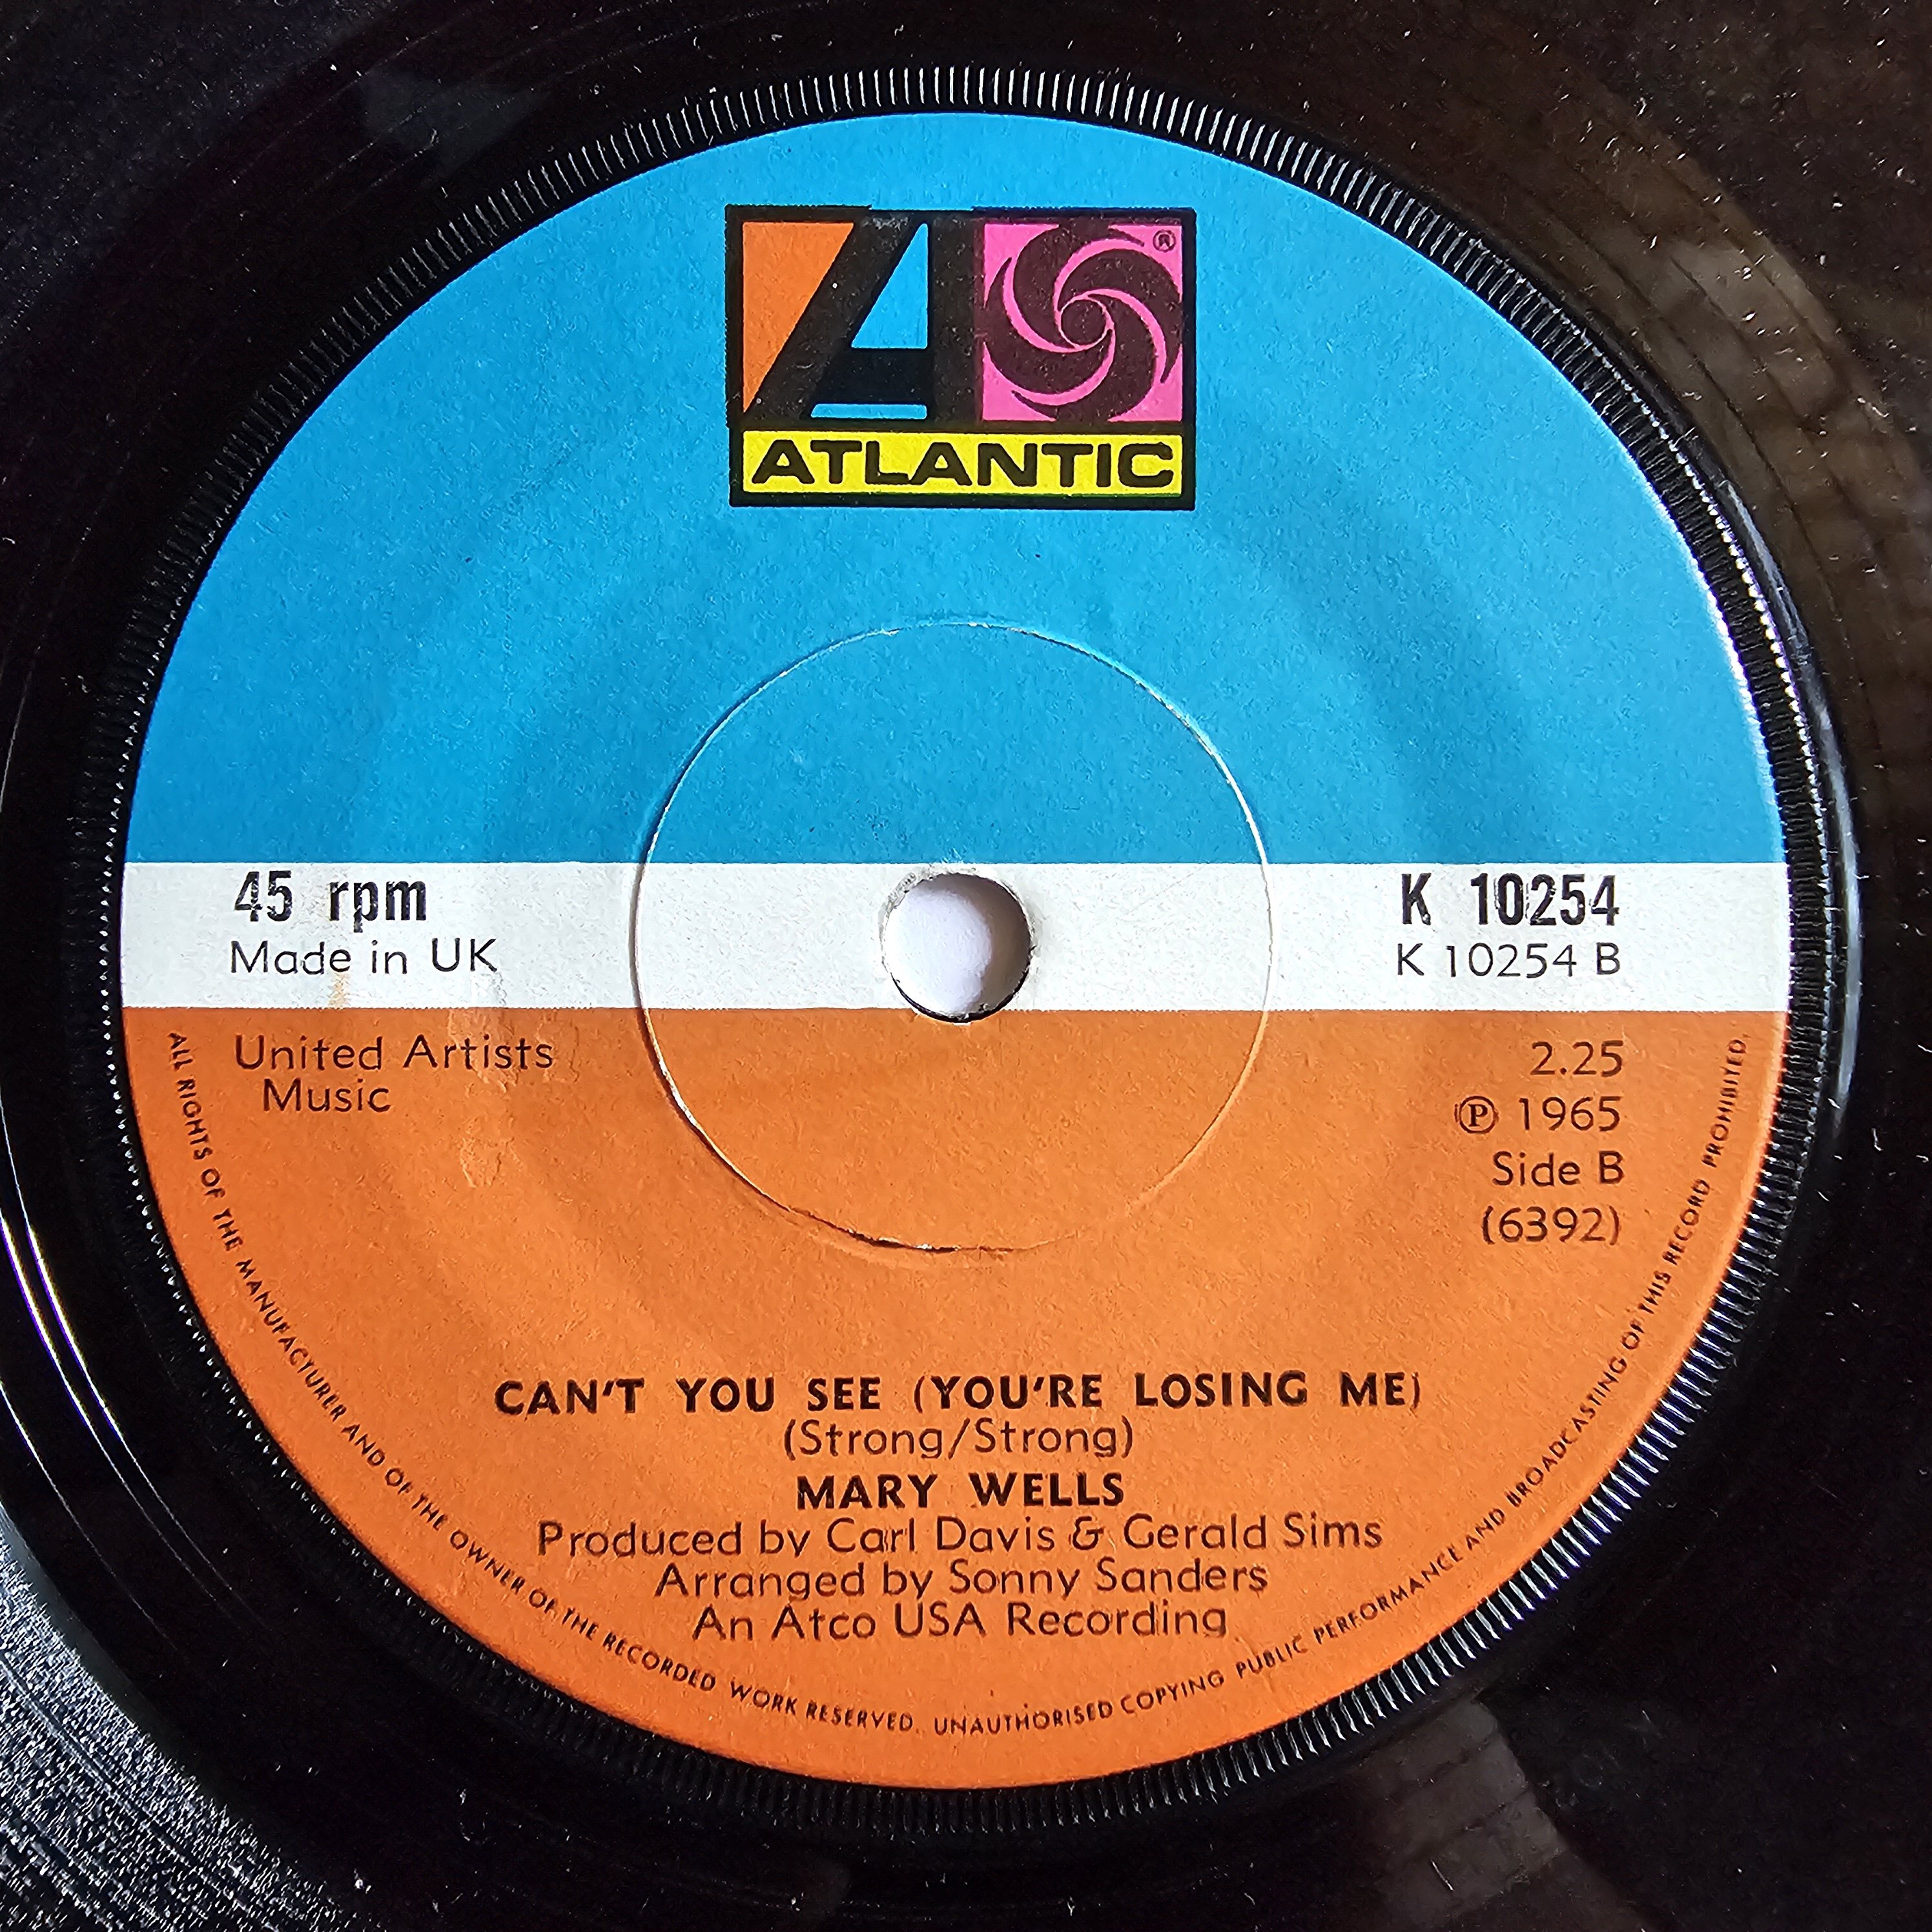 A
®
ATLANTIC
45 rpm
Made in UK
K 10254
K 10254 B
United Artists
Music
2.25
℗ 1965
Side B
(6392)
CAN'T YOU SEE (YOU'RE LOSING ME)
(Strong/Strong)
MARY WELLS
Produced by Carl Davis & Gerald Sims
Arranged by Sonny Sanders
An Atco USA Recording
ALL RIGHTS OF THE MANUFACTURER AND OF THE OWNER OF THE RECORDED WORK RESERVED. UNAUTHORISED COPYING PUBLIC PERFORMANCE AND BROADCASTING OF THIS RECORD PROHIBITED.